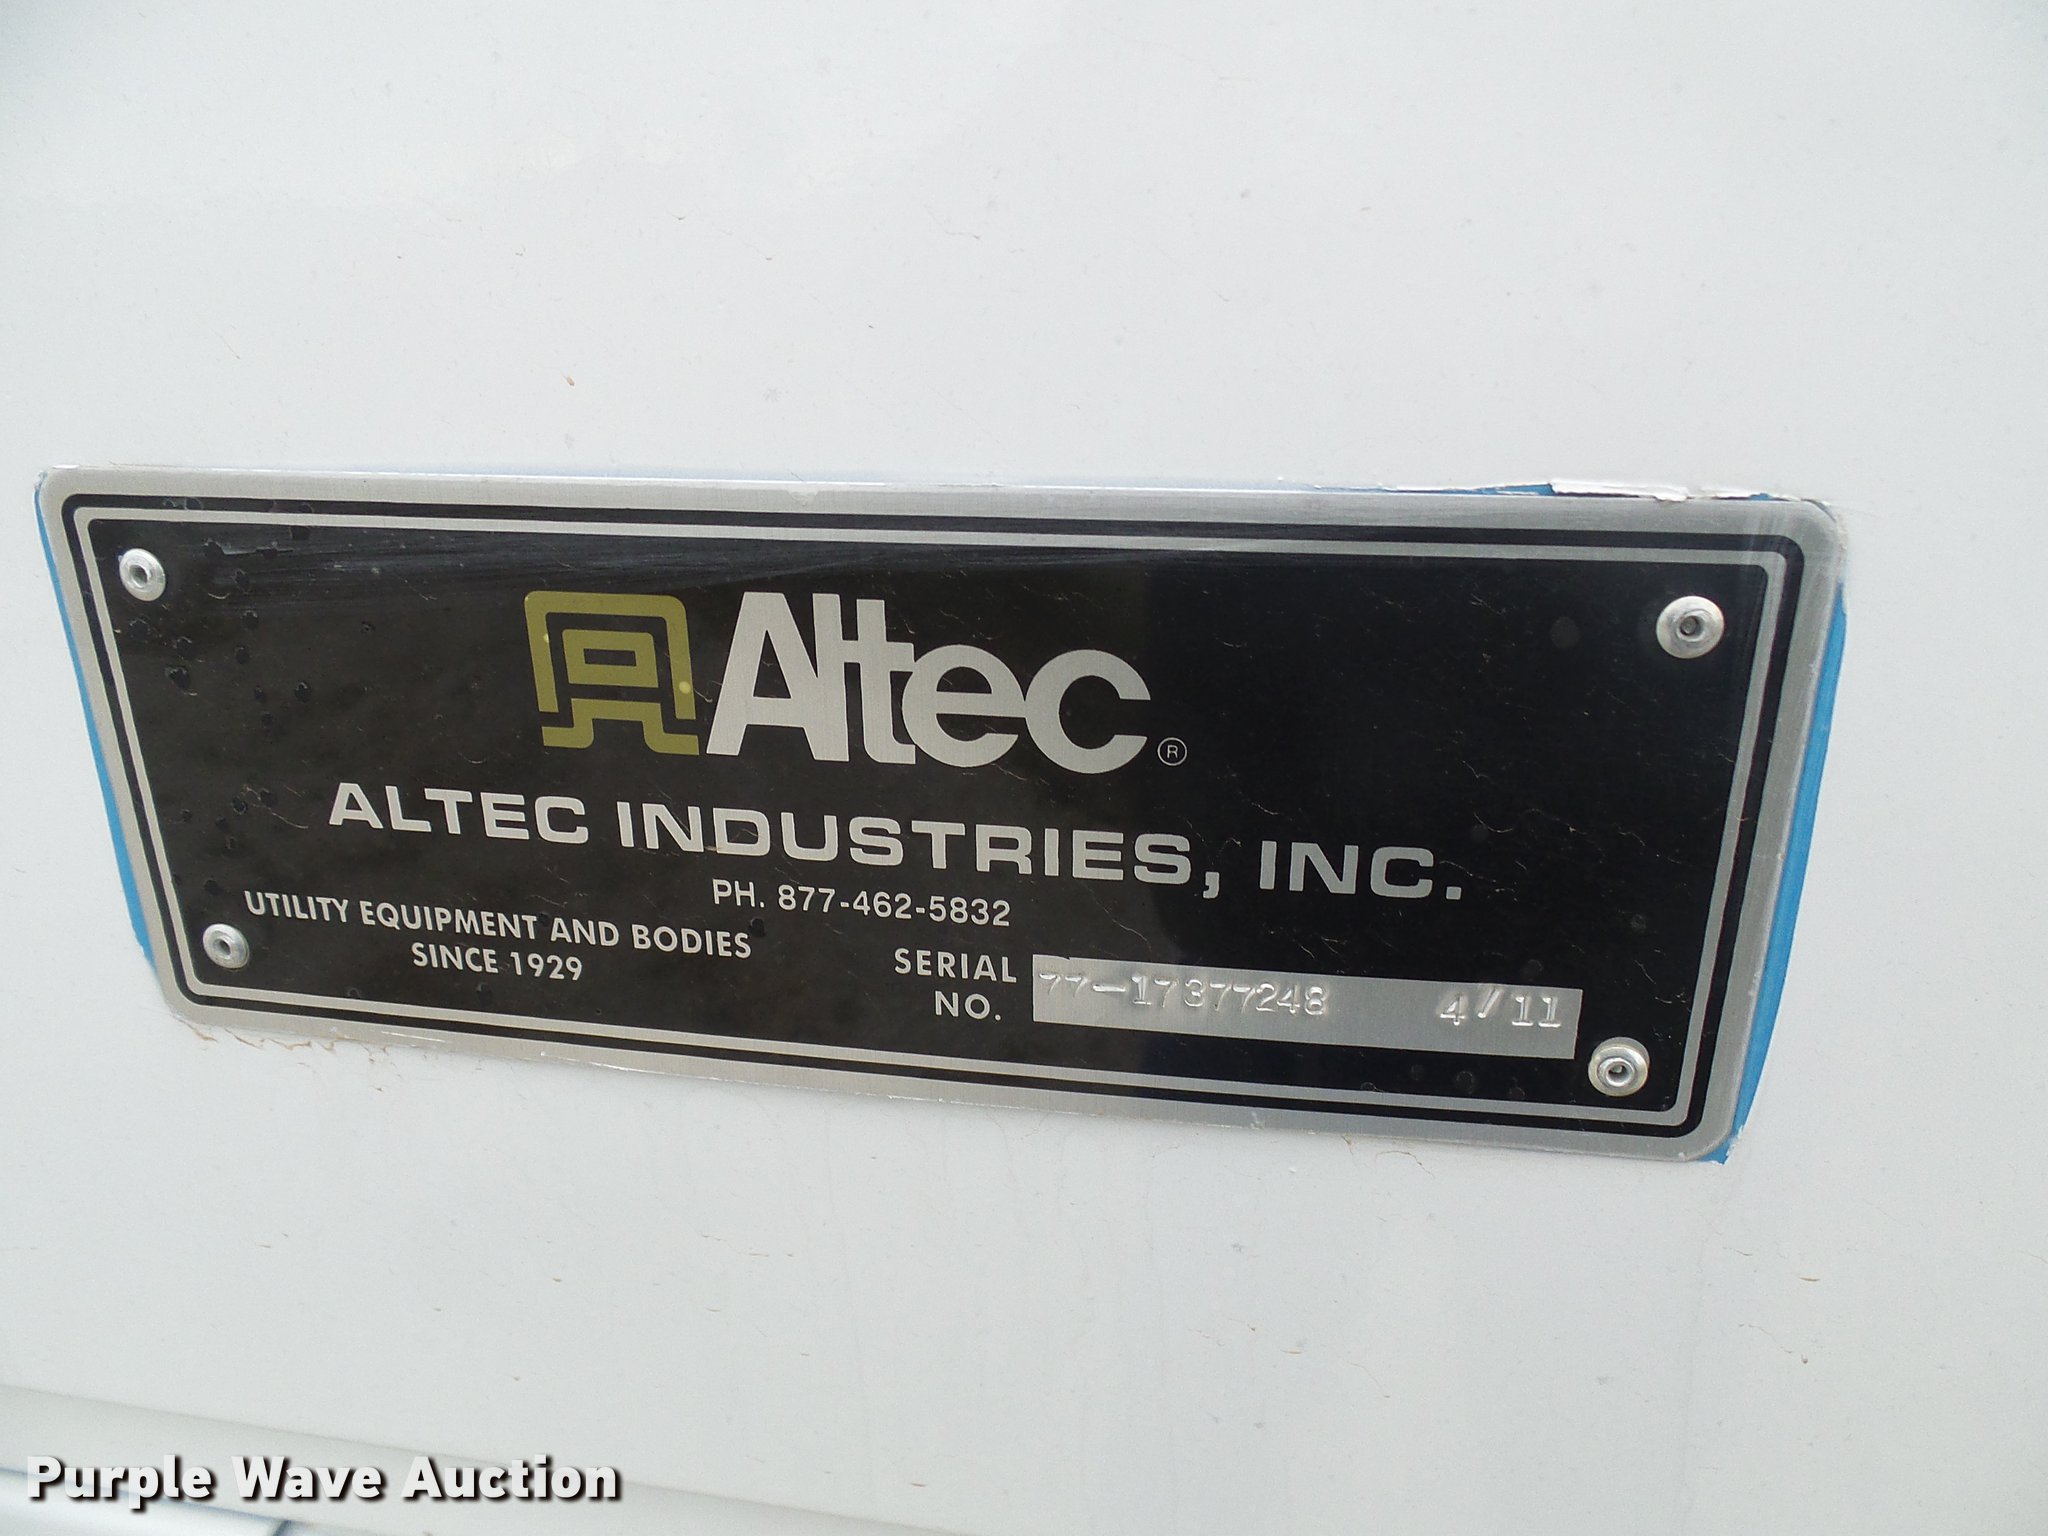 Altec®
ALTEC INDUSTRIES, INC.
PH. 877-462-5832
UTILITY EQUIPMENT AND BODIES
SINCE 1929
SERIAL
NO.
77-17377248 4/11
Purple Wave Auction